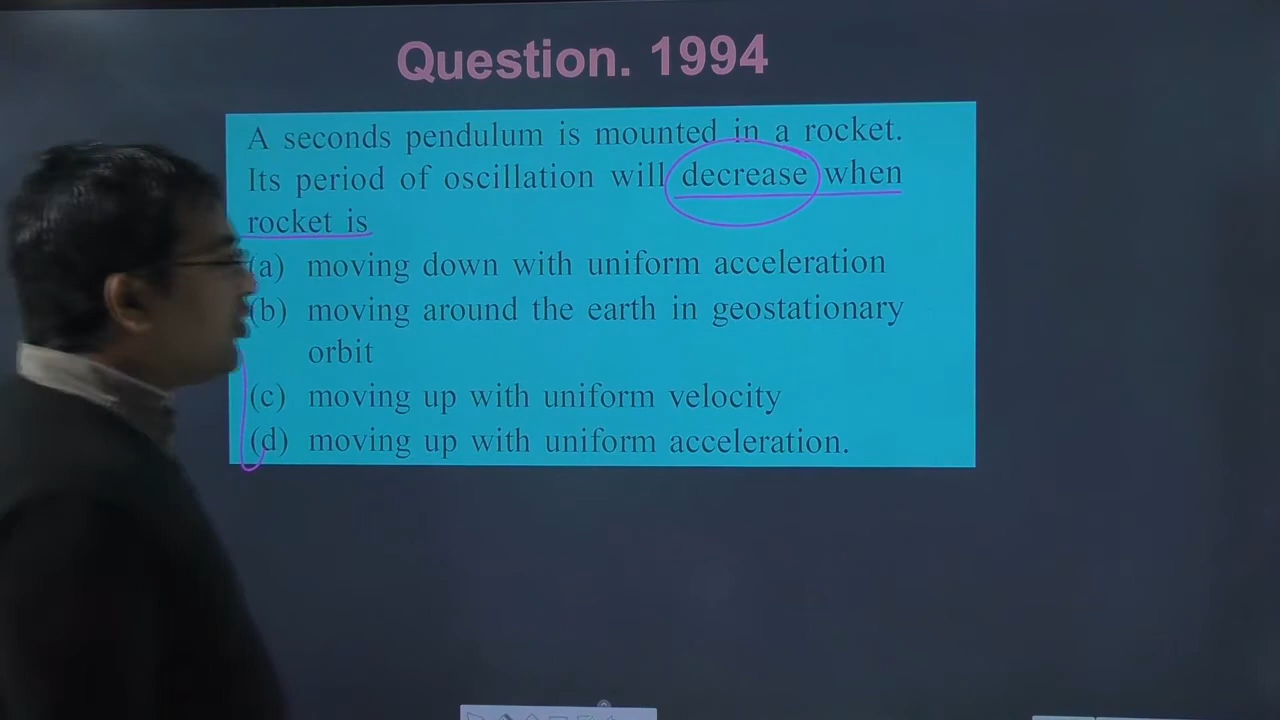 Question. 1994
A seconds pendulum is mounted in a rocket.
Its period of oscillation will decrease when
rocket is
(a) moving down with uniform acceleration
(b) moving around the earth in geostationary
orbit
(c) moving up with uniform velocity
(d) moving up with uniform acceleration.